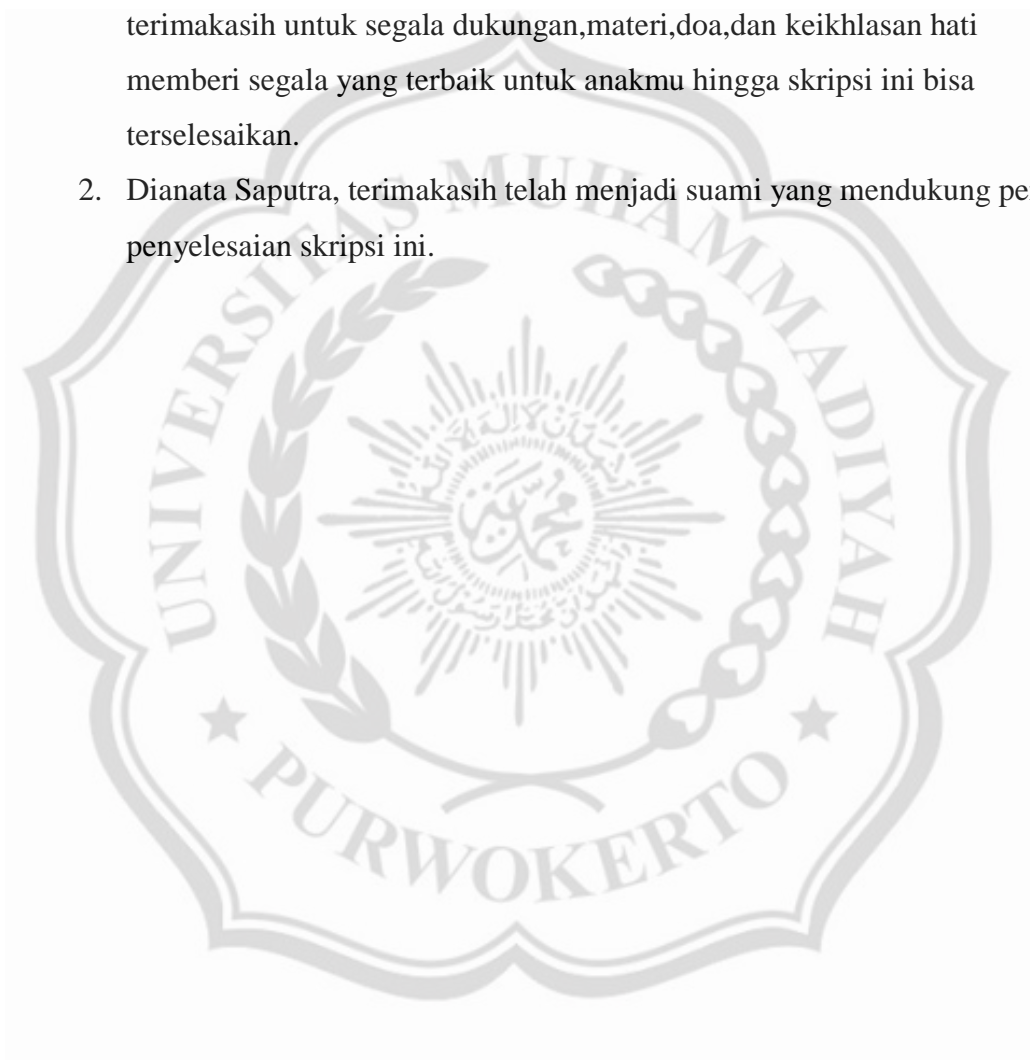 terimakasih untuk segala dukungan,materi,doa,dan keikhlasan hati
memberi segala yang terbaik untuk anakmu hingga skripsi ini bisa
terselesaikan.
2. Dianata Saputra, terimakasih telah menjadi suami yang mendukung
penyelesaian skripsi ini.
UNIVERSITAS MUHAMMADIYAH
PURWOKERTO